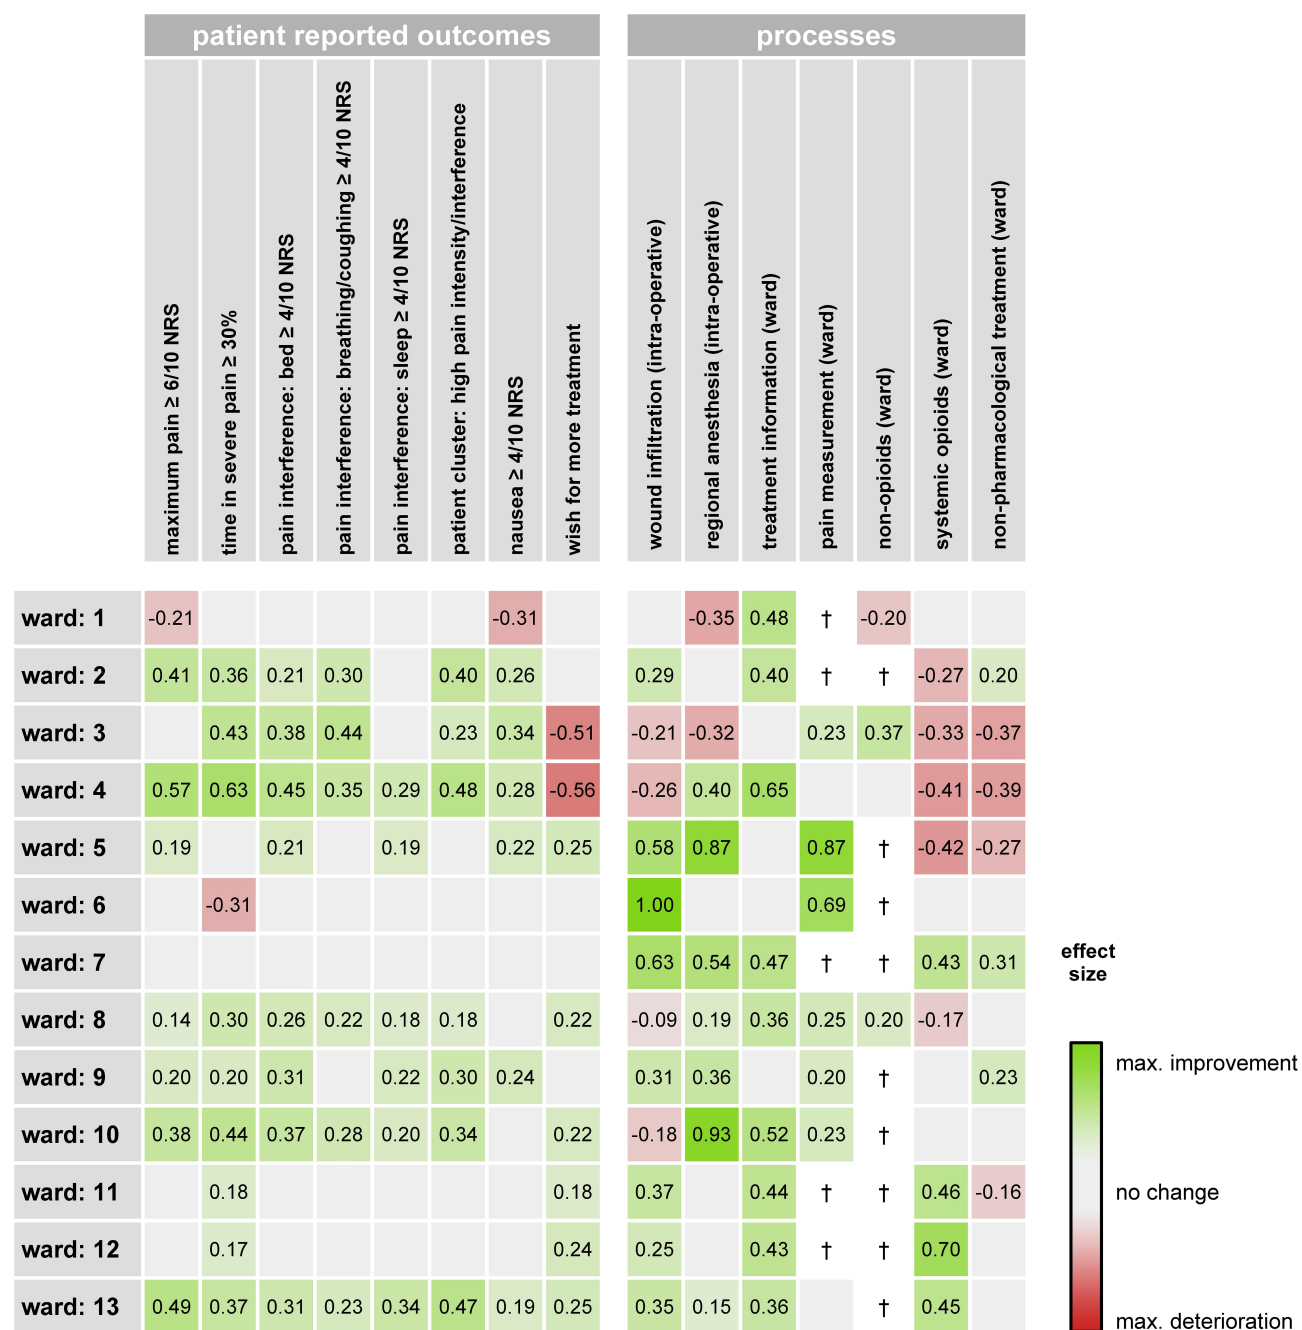 patient reported outcomes
processes
maximum pain ≥ 6/10 NRS
time in severe pain ≥ 30%
pain interference: bed ≥ 4/10 NRS
pain interference: breathing/coughing ≥ 4/10 NRS
pain interference: sleep ≥ 4/10 NRS
patient cluster: high pain intensity/interference
nausea ≥ 4/10 NRS
wish for more treatment
wound infiltration (intra-operative)
regional anesthesia (intra-operative)
treatment information (ward)
pain measurement (ward)
non-opioids (ward)
systemic opioids (ward)
non-pharmacological treatment (ward)
ward: 1 -0.21 -0.31 -0.35 0.48 † -0.20
ward: 2 0.41 0.36 0.21 0.30 0.40 0.26 0.29 0.40 † † -0.27 0.20
ward: 3 0.43 0.38 0.44 0.23 0.34 -0.51 -0.21 -0.32 0.23 0.37 -0.33 -0.37
ward: 4 0.57 0.63 0.45 0.35 0.29 0.48 0.28 -0.56 -0.26 0.40 0.65 -0.41 -0.39
ward: 5 0.19 0.21 0.19 0.22 0.25 0.58 0.87 0.87 † -0.42 -0.27
ward: 6 -0.31 1.00 0.69 †
ward: 7 0.63 0.54 0.47 † † 0.43 0.31
ward: 8 0.14 0.30 0.26 0.22 0.18 0.18 0.22 -0.09 0.19 0.36 0.25 0.20 -0.17
ward: 9 0.20 0.20 0.31 0.22 0.30 0.24 0.31 0.36 0.20 † 0.23
ward: 10 0.38 0.44 0.37 0.28 0.20 0.34 0.22 -0.18 0.93 0.52 0.23 †
ward: 11 0.18 0.18 0.37 0.44 † † 0.46 -0.16
ward: 12 0.17 0.24 0.25 0.43 † † 0.70
ward: 13 0.49 0.37 0.31 0.23 0.34 0.47 0.19 0.25 0.35 0.15 0.36 † 0.45
effect
size
max. improvement
no change
max. deterioration